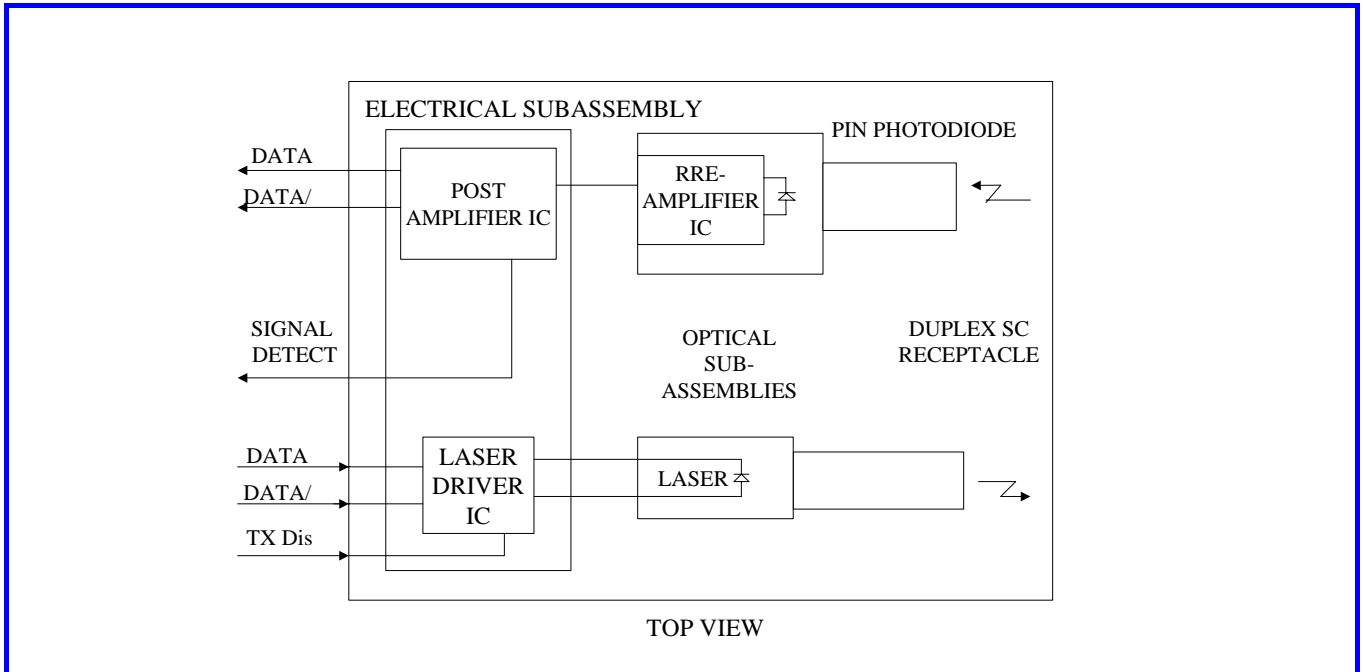 ELECTRICAL SUBASSEMBLY
DATA
DATA/
POST
AMPLIFIER IC
RRE-
AMPLIFIER
IC
PIN PHOTODIODE
SIGNAL
DETECT
OPTICAL
SUB-
ASSEMBLIES
DUPLEX SC
RECEPTACLE
DATA
DATA/
TX Dis
LASER
DRIVER
IC
LASER
TOP VIEW